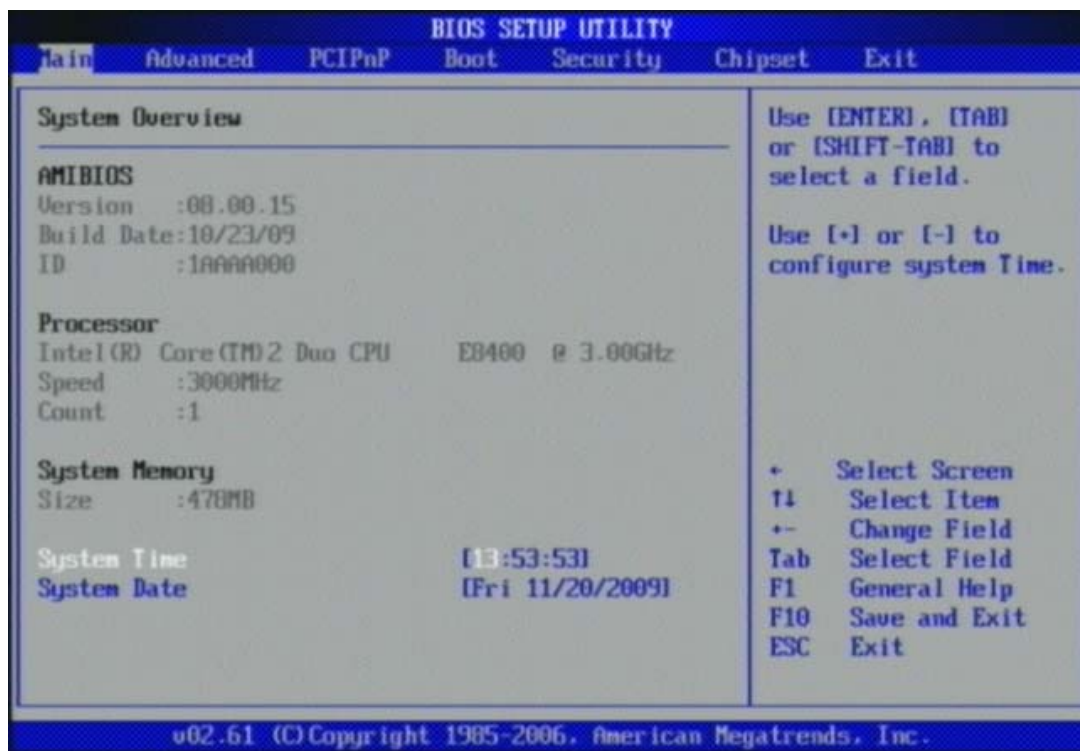 BIOS SETUP UTILITY
Main Advanced PCIPnP Boot Security Chipset Exit
System Overview
AMIBIOS
Version :08.00.15
Build Date:10/23/09
ID :1AAAA000
Processor
Intel(R) Core(TM)2 Duo CPU E8400 @ 3.00GHz
Speed :3000MHz
Count :1
System Memory
Size :478MB
System Time [13:53:53]
System Date [Fri 11/20/2009]
Use [ENTER], [TAB]
or [SHIFT-TAB] to
select a field.
Use [+] or [-] to
configure system Time.
← Select Screen
↑↓ Select Item
+- Change Field
Tab Select Field
F1 General Help
F10 Save and Exit
ESC Exit
v02.61 (C)Copyright 1985-2006, American Megatrends, Inc.